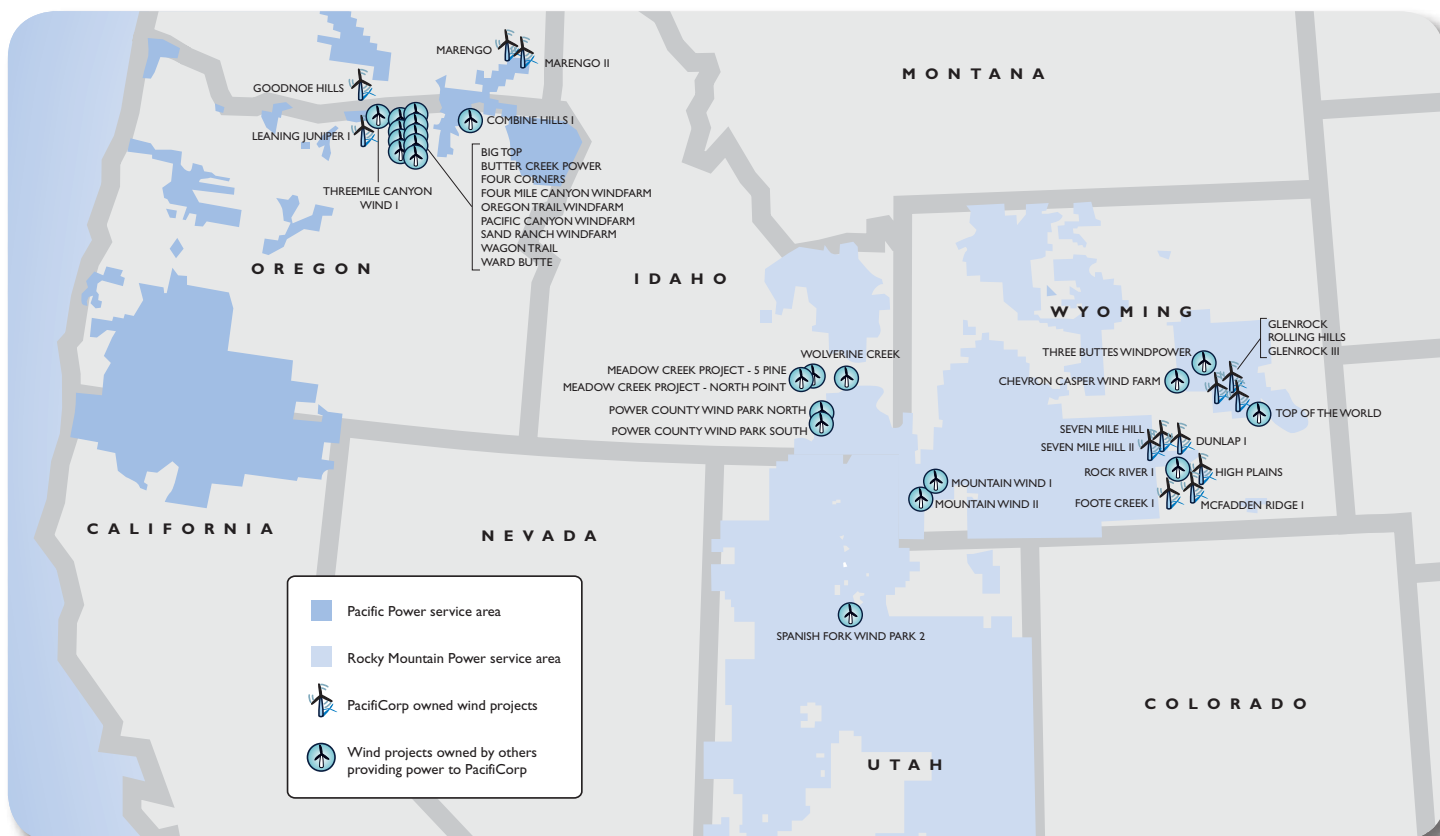 MARENGO
MARENGO II
MONTANA
GOODNOE HILLS
LEANING JUNIPER I
COMBINE HILLS I
THREEMILE CANYON
WIND I
BIG TOP
BUTTER CREEK POWER
FOUR CORNERS
FOUR MILE CANYON WINDFARM
OREGON TRAIL WINDFARM
PACIFIC CANYON WINDFARM
SAND RANCH WINDFARM
WAGON TRAIL
WARD BUTTE
OREGON
IDAHO
WYOMING
GLENROCK
ROLLING HILLS
GLENROCK III
THREE BUTTES WINDPOWER
CHEVRON CASPER WIND FARM
TOP OF THE WORLD
WOLVERINE CREEK
MEADOW CREEK PROJECT - 5 PINE
MEADOW CREEK PROJECT - NORTH POINT
POWER COUNTY WIND PARK NORTH
POWER COUNTY WIND PARK SOUTH
SEVEN MILE HILL
SEVEN MILE HILL II
DUNLAP I
ROCK RIVER I
HIGH PLAINS
FOOTE CREEK I
MCFADDEN RIDGE I
MOUNTAIN WIND I
MOUNTAIN WIND II
CALIFORNIA
NEVADA
SPANISH FORK WIND PARK 2
COLORADO
UTAH
Pacific Power service area
Rocky Mountain Power service area
PacifiCorp owned wind projects
Wind projects owned by others
providing power to PacifiCorp